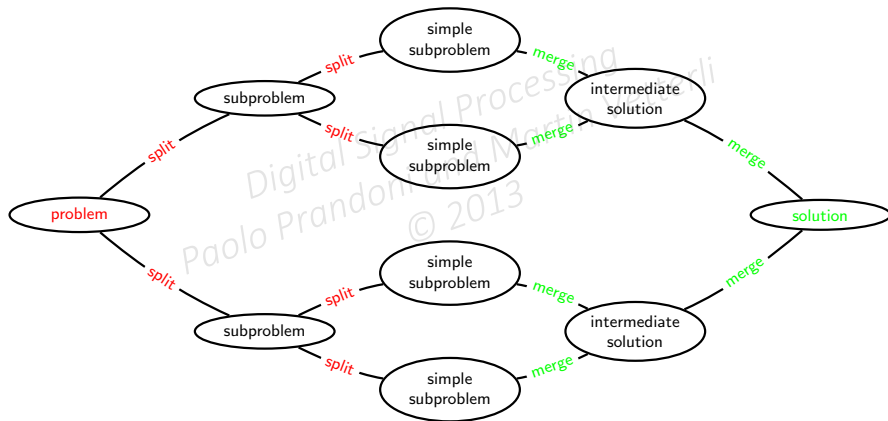 simple
subproblem
split
merge
subproblem
intermediate
solution
split
merge
simple
subproblem
split
merge
problem
solution
split
merge
simple
subproblem
split
merge
subproblem
intermediate
solution
split
merge
simple
subproblem
Digital Signal Processing
Paolo Prandoni and Martin Vetterli
© 2013